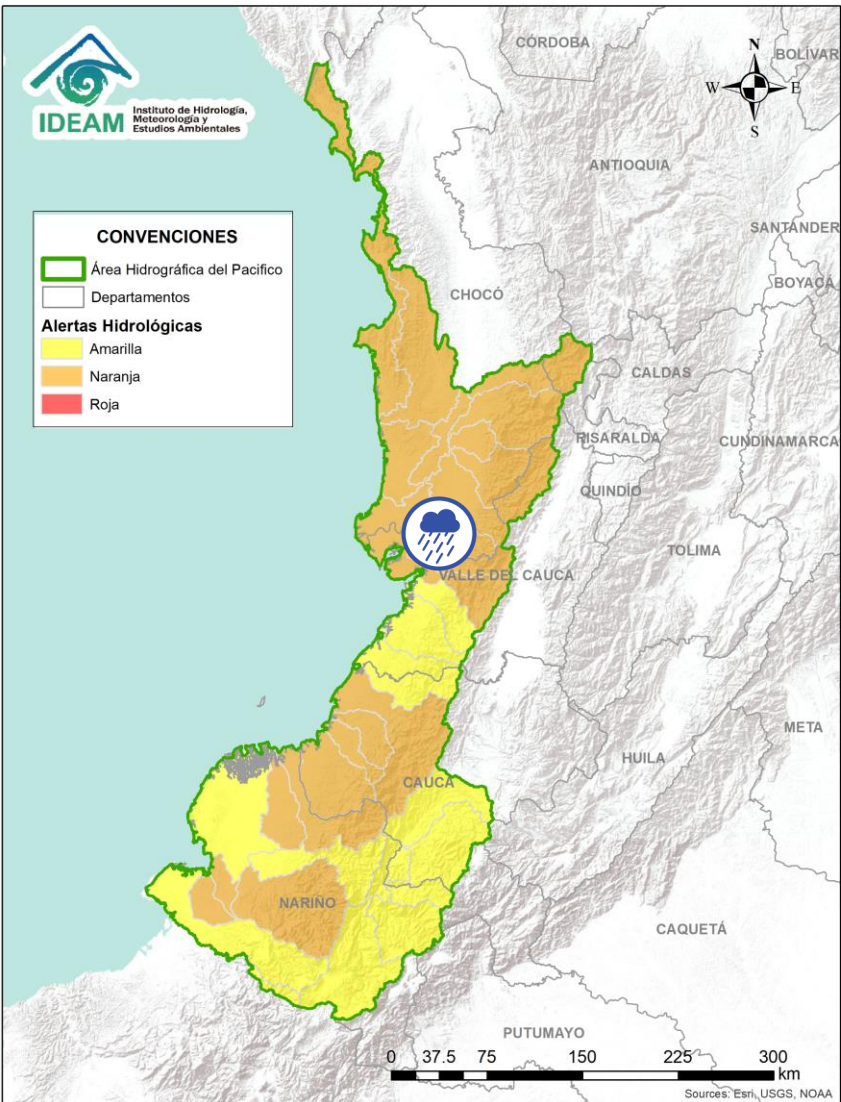 IDEAM
Instituto de Hidrología,
Meteorología y
Estudios Ambientales
CÓRDOBA
N
BOLÍVAR
W
E
S
ANTIOQUIA
CONVENCIONES
Área Hidrográfica del Pacifico
Departamentos
Alertas Hidrológicas
Amarilla
Naranja
Roja
SANTANDER
BOYACÁ
CHOCÓ
CALDAS
RISARALDA
CUNDINAMARCA
QUINDÍO
TOLIMA
VALLE DEL CAUCA
META
HUILA
CAUCA
NARIÑO
CAQUETÁ
PUTUMAYO
0 37.5 75 150 225 300
km
Sources: Esri, USGS, NOAA